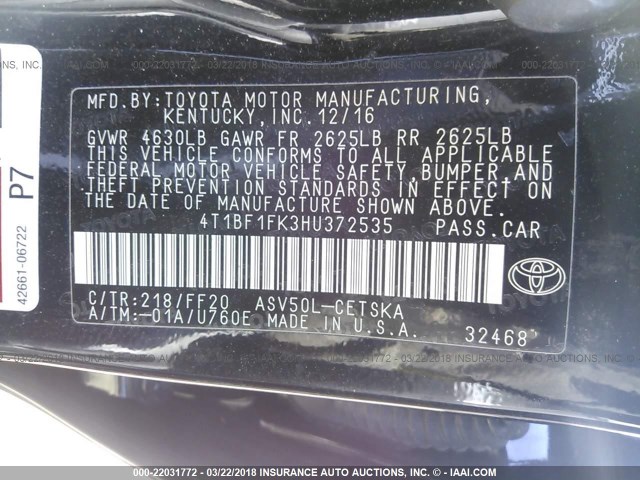 MFD.BY:TOYOTA MOTOR MANUFACTURING,
KENTUCKY,INC.12/16
GVWR 4630LB GAWR FR 2625LB RR 2625LB
THIS VEHICLE CONFORMS TO ALL APPLICABLE
FEDERAL MOTOR VEHICLE SAFETY,BUMPER,AND
THEFT PREVENTION STANDARDS IN EFFECT ON
THE DATE OF MANUFACTURE SHOWN ABOVE.
4T1BF1FK3HU372535 PASS.CAR
C/TR:218/FF20 ASV50L-CETSKA
A/TM:-01A/U760E MADE IN U.S.A. 32468
TOYOTA
P7
42661-06722
000-22031772 - 03/22/2018 INSURANCE AUTO AUCTIONS, INC. - IAAI.COM